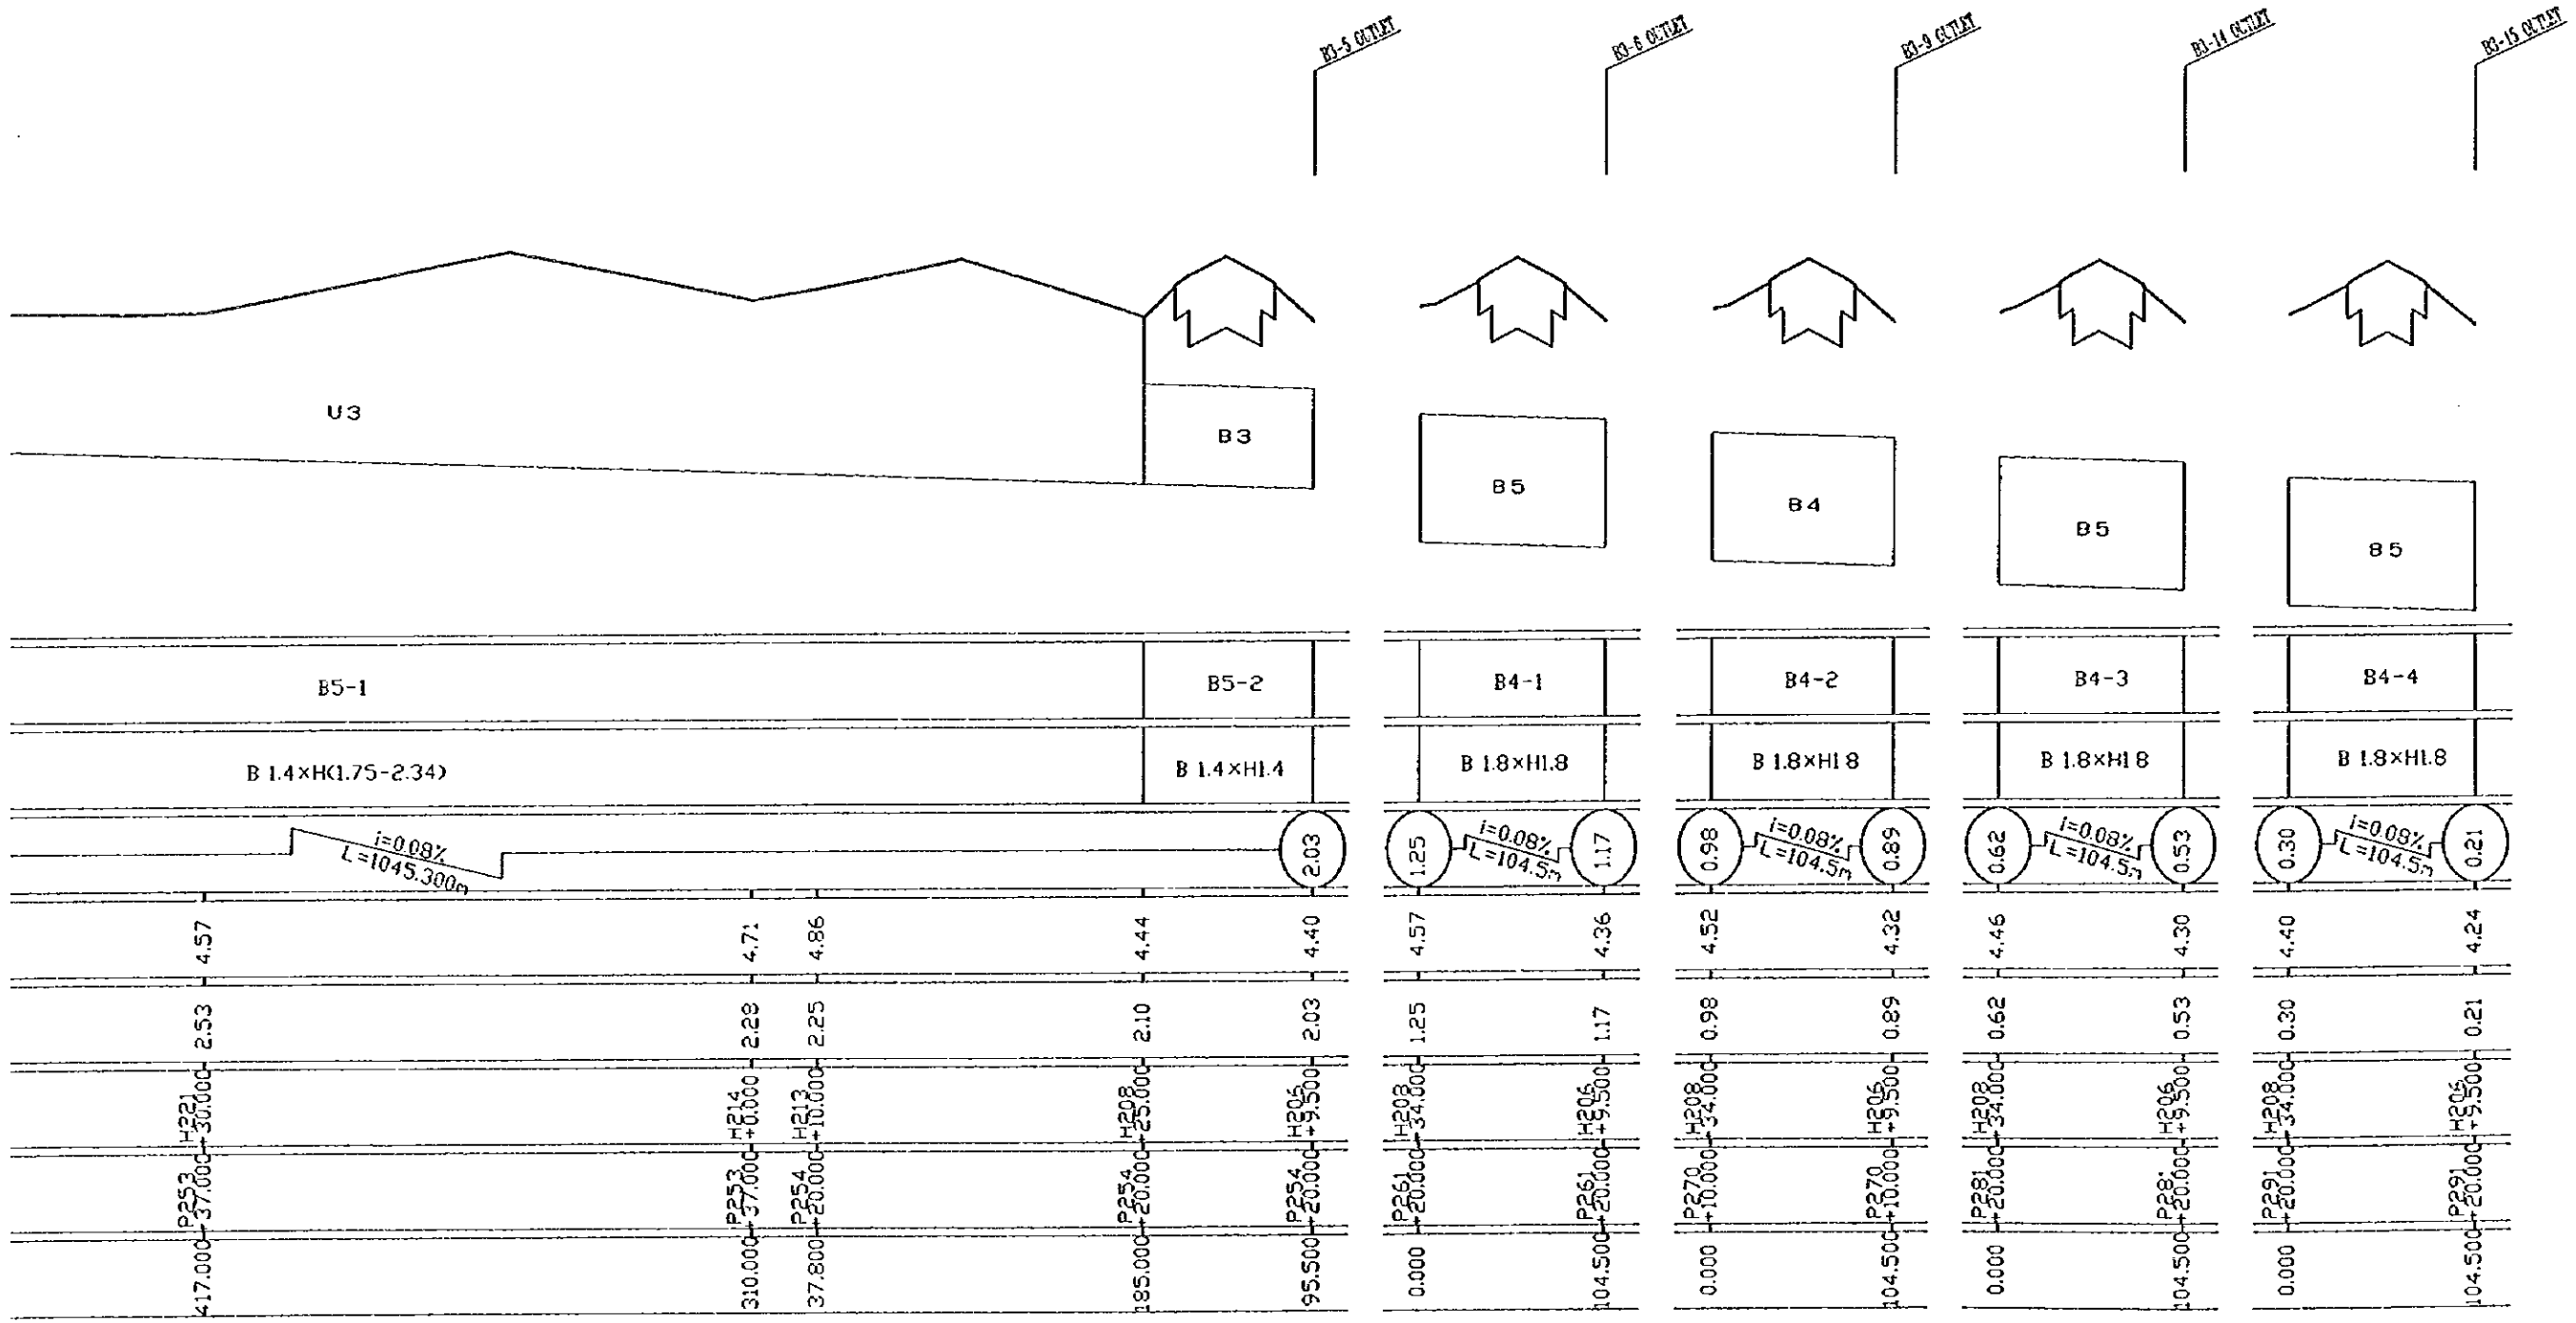 B3-5 OUTLET
B3-6 OUTLET
B3-9 OUTLET
B3-14 OUTLET
B3-15 OUTLET
U3
B3
B5
B4
B5
B5
B5-1
B5-2
B4-1
B4-2
B4-3
B4-4
B 1.4×H(1.75-2.34)
B 1.4×H1.4
B 1.8×H1.8
B 1.8×H1.8
B 1.8×H1.8
B 1.8×H1.8
i=0.08%
L=1045.300m
2.03
1.25
i=0.08%
L=104.5m
1.17
0.98
i=0.08%
L=104.5m
0.89
0.62
i=0.08%
L=104.5m
0.53
0.30
i=0.08%
L=104.5m
0.21
4.57
4.71
4.86
4.44
4.40
4.57
4.36
4.52
4.32
4.46
4.30
4.40
4.24
2.53
2.28
2.25
2.10
2.03
1.25
1.17
0.98
0.89
0.62
0.53
0.30
0.21
H221
+30.000
H214
+0.000
H213
+10.000
H208
+25.000
H206
+9.500
H208
+34.000
H206
+9.500
H208
+34.000
H206
+9.500
H208
+34.000
H206
+9.500
H208
+34.000
H206
+9.500
P253
+37.000
P253
+37.000
P254
+20.000
P254
+20.000
P254
+20.000
P261
+20.000
P261
+20.000
P270
+10.000
P270
+10.000
P281
+20.000
P281
+20.000
P291
+20.000
P291
+20.000
417.000
310.000
37.800
185.000
95.500
0.000
104.500
0.000
104.500
0.000
104.500
0.000
104.500